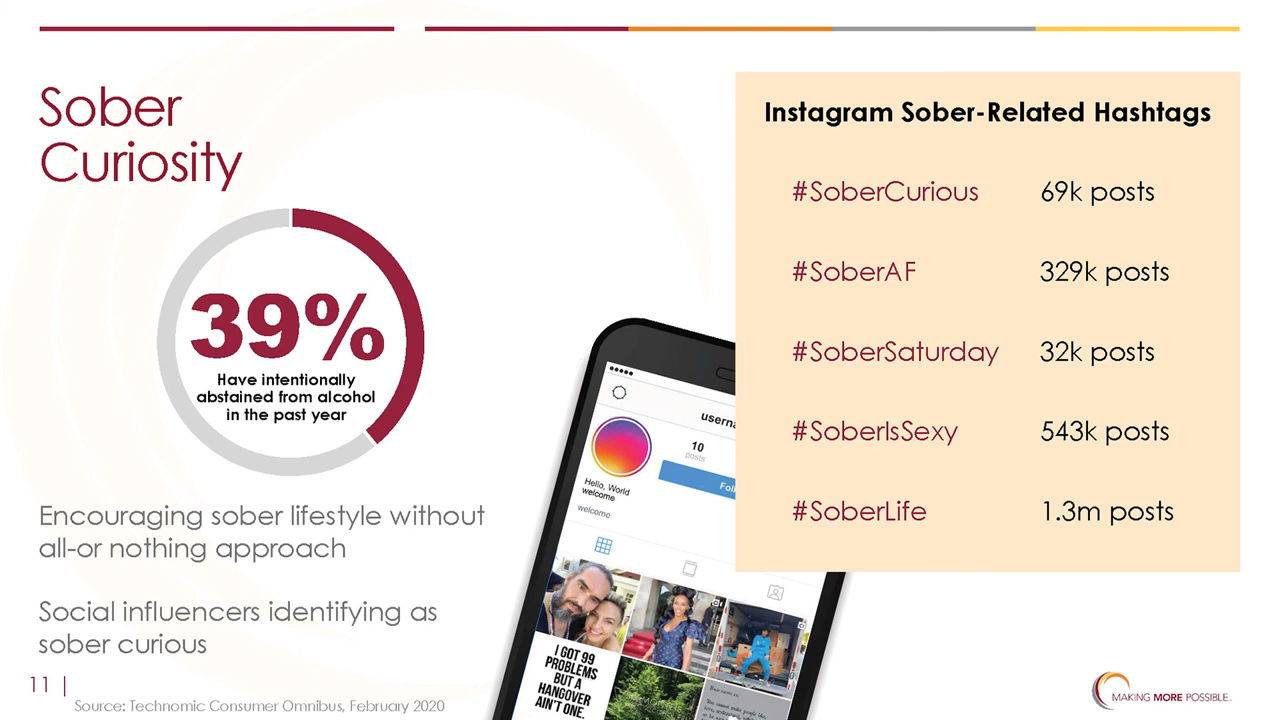 Sober
Curiosity
39%
Have intentionally
abstained from alcohol
in the past year
Encouraging sober lifestyle without
all-or nothing approach
Social influencers identifying as
sober curious
Instagram Sober-Related Hashtags
#SoberCurious 69k posts
#SoberAF 329k posts
#SoberSaturday 32k posts
#SoberIsSexy 543k posts
#SoberLife 1.3m posts
10
posts
Hello, World
welcome
welcome
I GOT 99
PROBLEMS
BUT A
HANGOVER
AIN'T ONE.
11 |
Source: Technomic Consumer Omnibus, February 2020
MAKING MORE POSSIBLE.